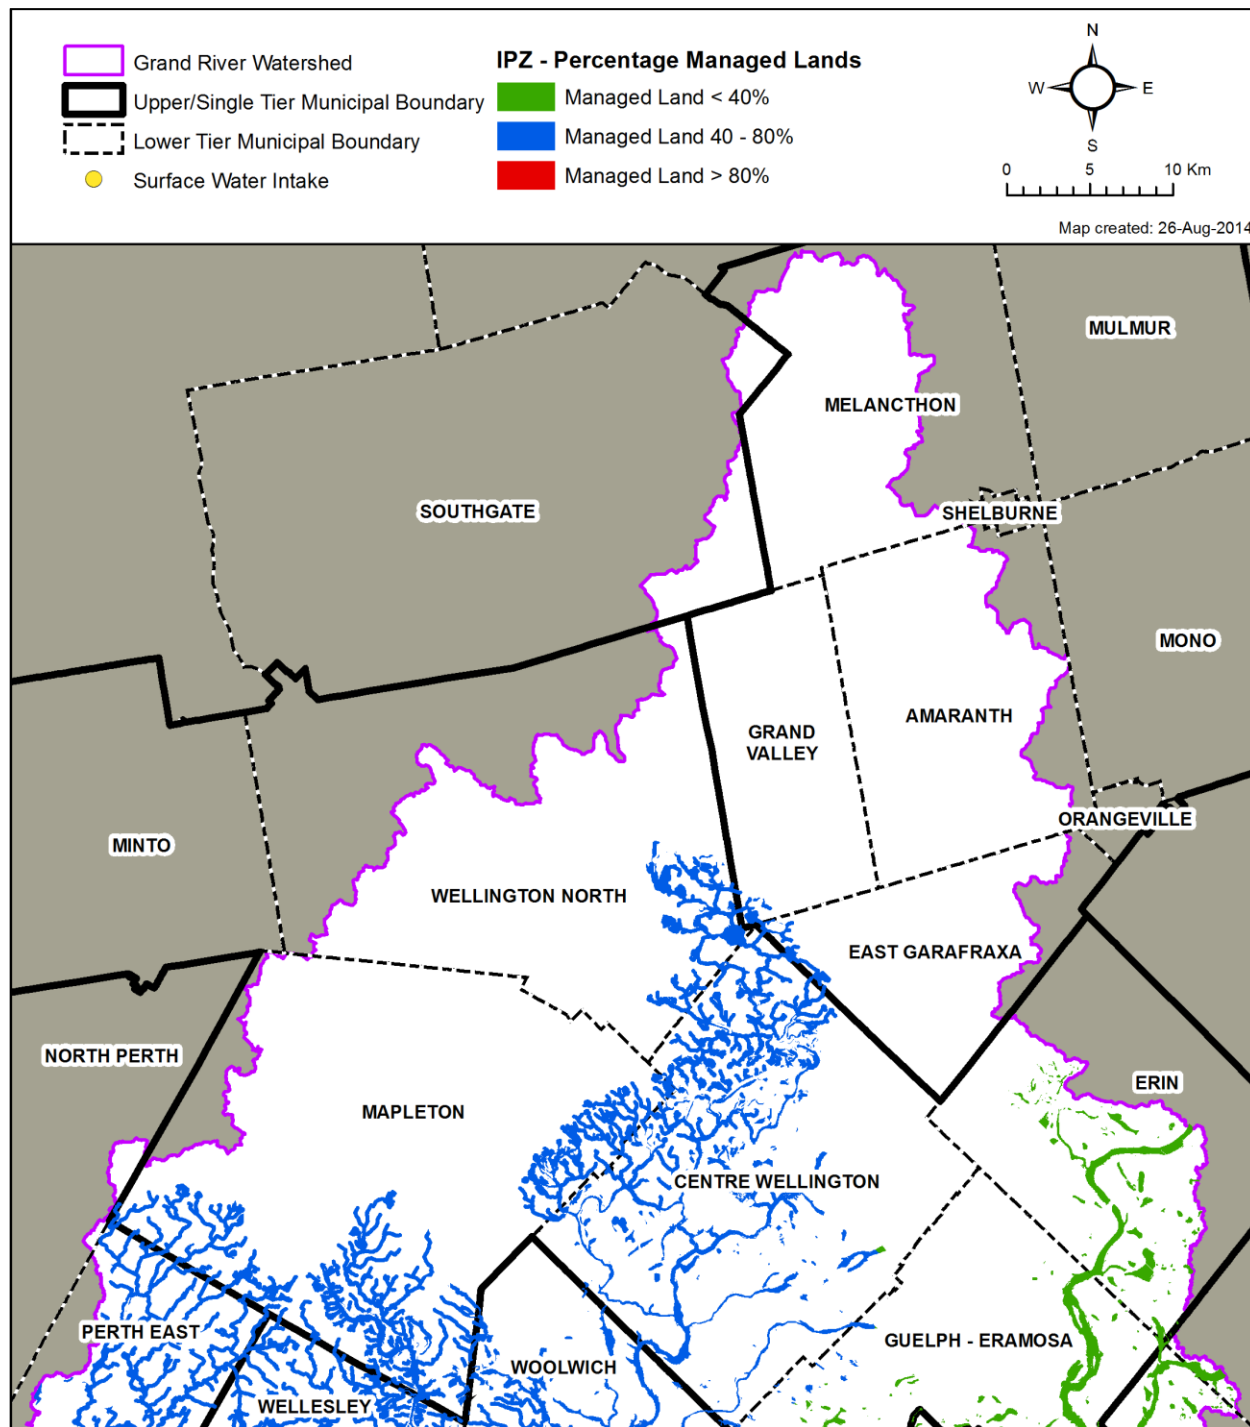 Grand River Watershed
Upper/Single Tier Municipal Boundary
Lower Tier Municipal Boundary
Surface Water Intake
IPZ - Percentage Managed Lands
Managed Land < 40%
Managed Land 40 - 80%
Managed Land > 80%
N
W
E
S
0 5 10 Km
Map created: 26-Aug-2014
MULMUR
MELANCTHON
SOUTHGATE
SHELBURNE
MONO
AMARANTH
GRAND
VALLEY
ORANGEVILLE
MINTO
WELLINGTON NORTH
EAST GARAFRAXA
NORTH PERTH
ERIN
MAPLETON
CENTRE WELLINGTON
PERTH EAST
GUELPH - ERAMOSA
WOOLWICH
WELLESLEY